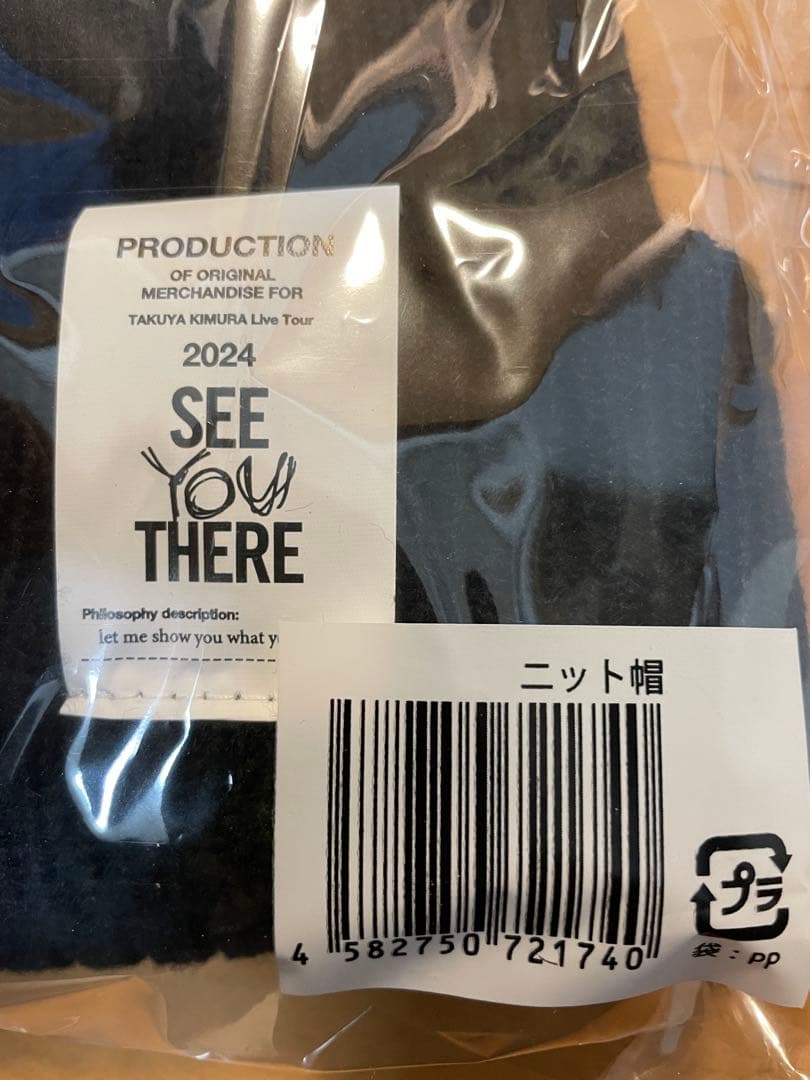 PRODUCTION
OF ORIGINAL
MERCHANDISE FOR
TAKUYA KIMURA Live Tour
2024
SEE
YOU
THERE
Philosophy description:
let me show you what
ニット帽
4 582750 721740
プラ
袋：PP